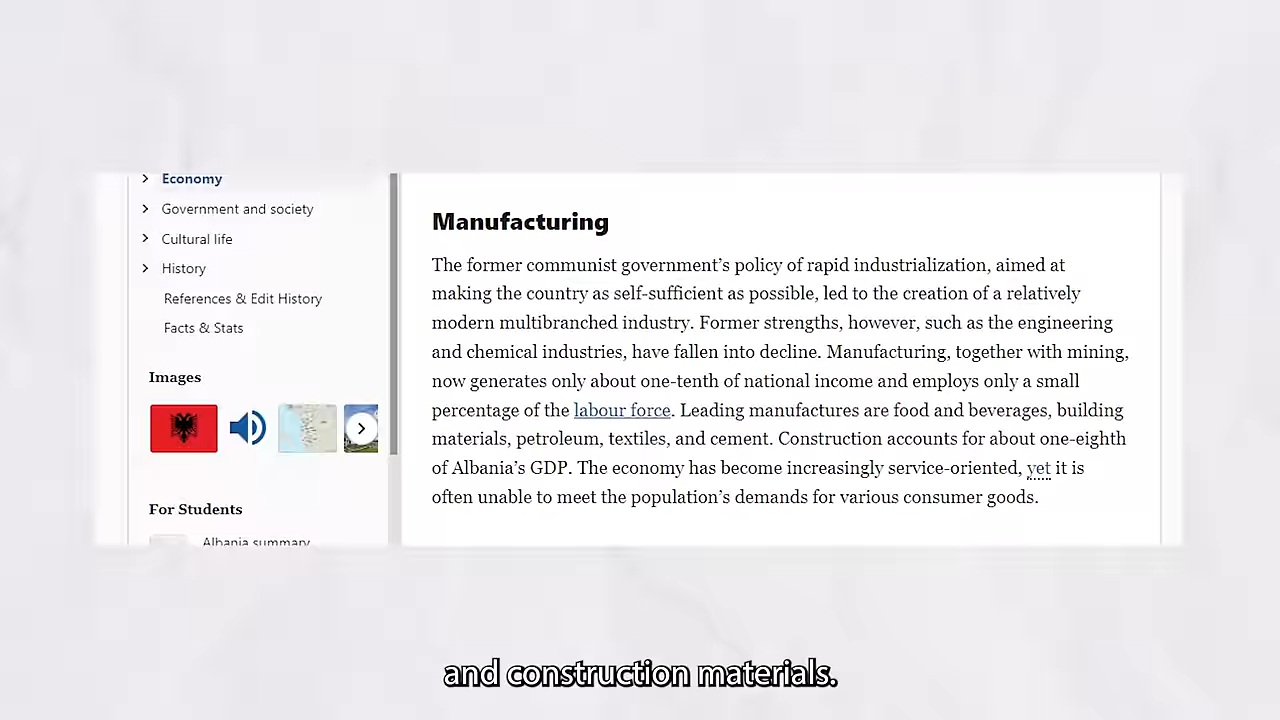 Economy
Government and society
Cultural life
History
References & Edit History
Facts & Stats
Images
For Students
Albania summary
Manufacturing
The former communist government’s policy of rapid industrialization, aimed at
making the country as self-sufficient as possible, led to the creation of a relatively
modern multibranched industry. Former strengths, however, such as the engineering
and chemical industries, have fallen into decline. Manufacturing, together with mining,
now generates only about one-tenth of national income and employs only a small
percentage of the labour force. Leading manufactures are food and beverages, building
materials, petroleum, textiles, and cement. Construction accounts for about one-eighth
of Albania’s GDP. The economy has become increasingly service-oriented, yet it is
often unable to meet the population’s demands for various consumer goods.
and construction materials.